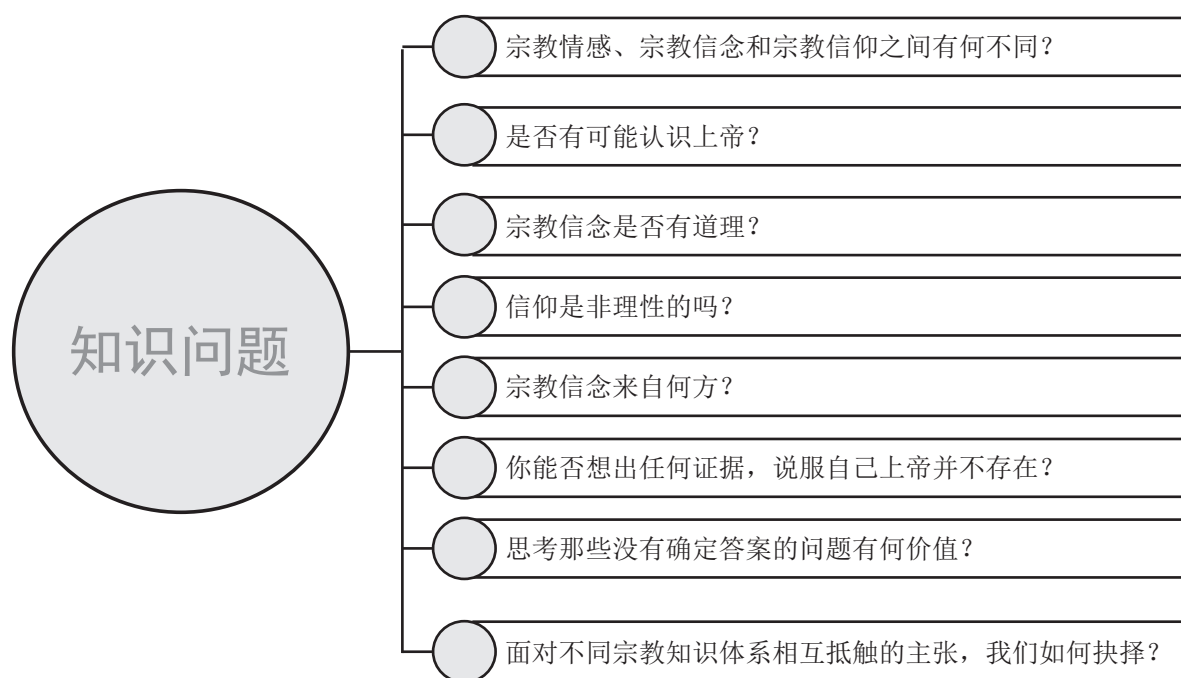 知识问题
宗教情感、宗教信念和宗教信仰之间有何不同？
是否有可能认识上帝？
宗教信念是否有道理？
信仰是非理性的吗？
宗教信念来自何方？
你能否想出任何证据，说服自己上帝并不存在？
思考那些没有确定答案的问题有何价值？
面对不同宗教知识体系相互抵触的主张，我们如何抉择？